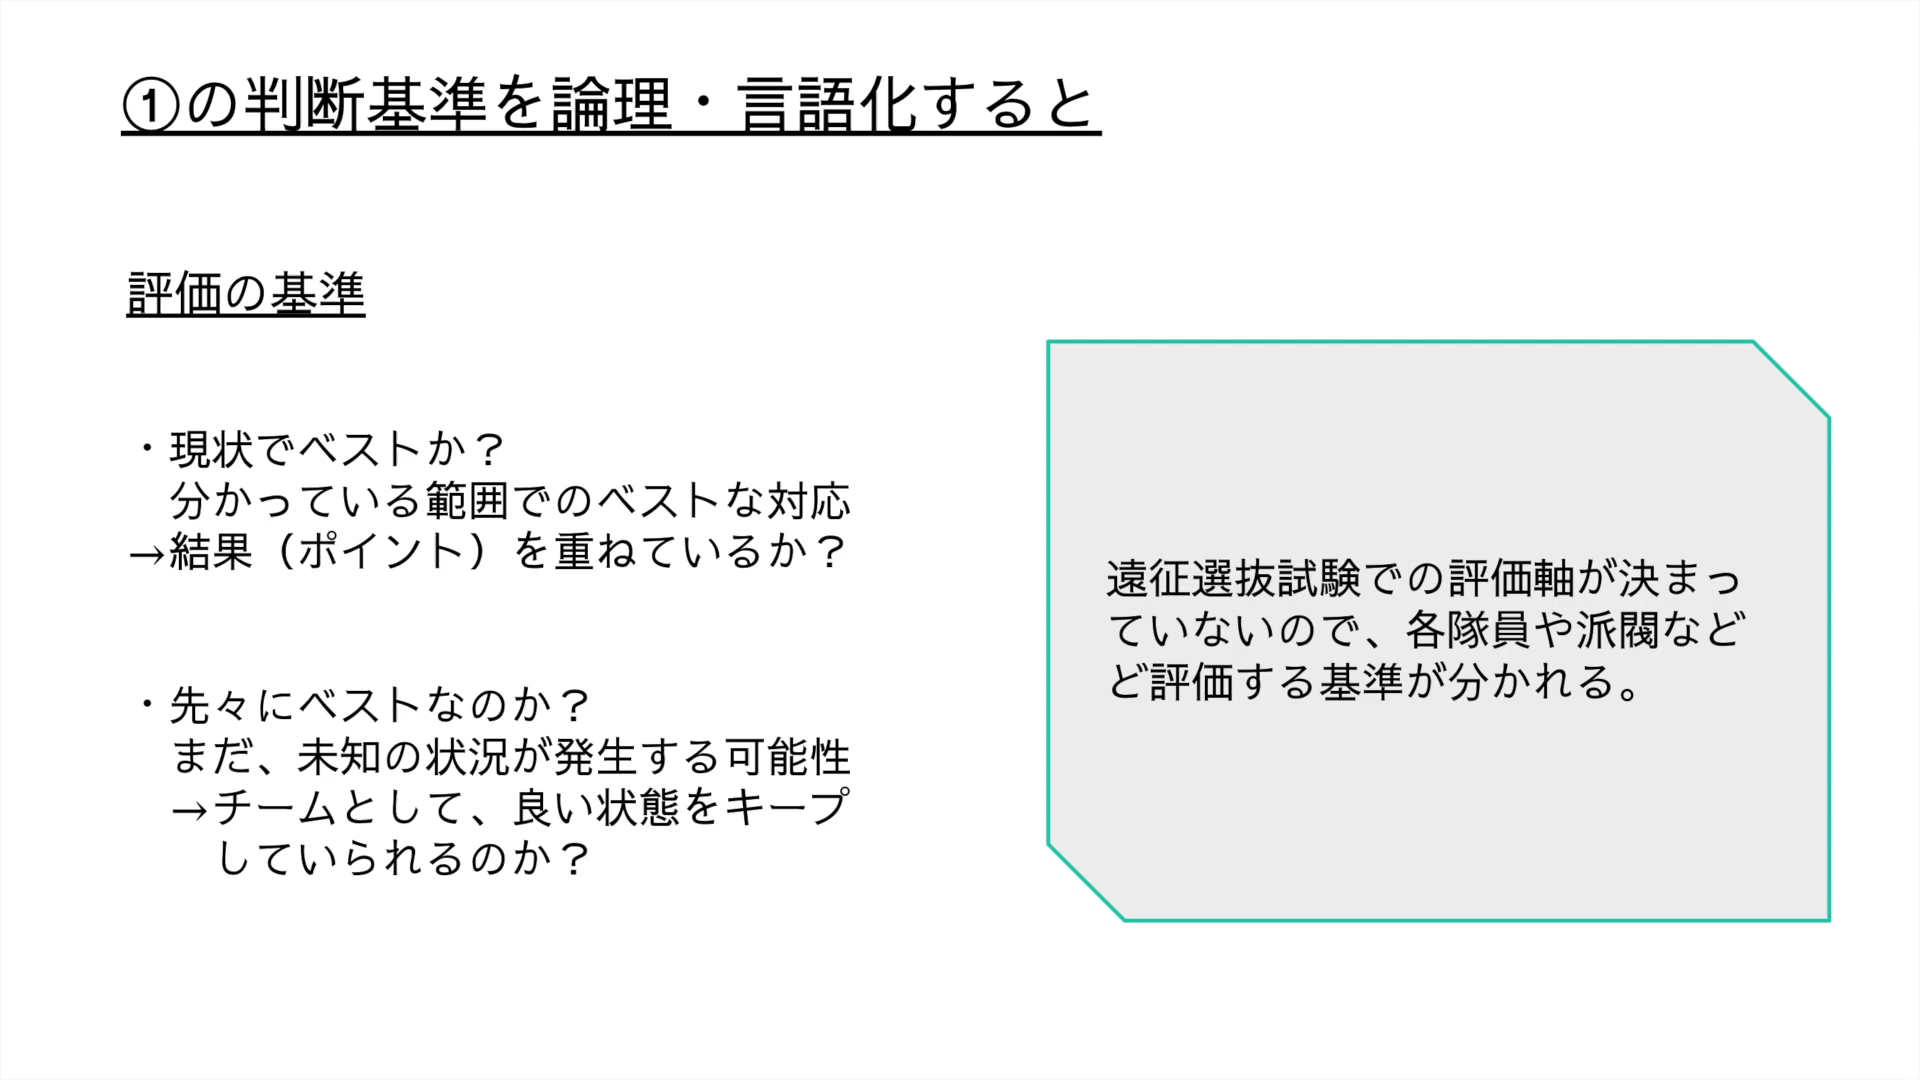 ①の判断基準を論理・言語化すると
評価の基準
・現状でベストか？
分かっている範囲でのベストな対応
→結果（ポイント）を重ねているか？
・先々にベストなのか？
まだ、未知の状況が発生する可能性
→チームとして、良い状態をキープ
していられるのか？
遠征選抜試験での評価軸が決まっ
ていないので、各隊員や派閥など
ど評価する基準が分かれる。